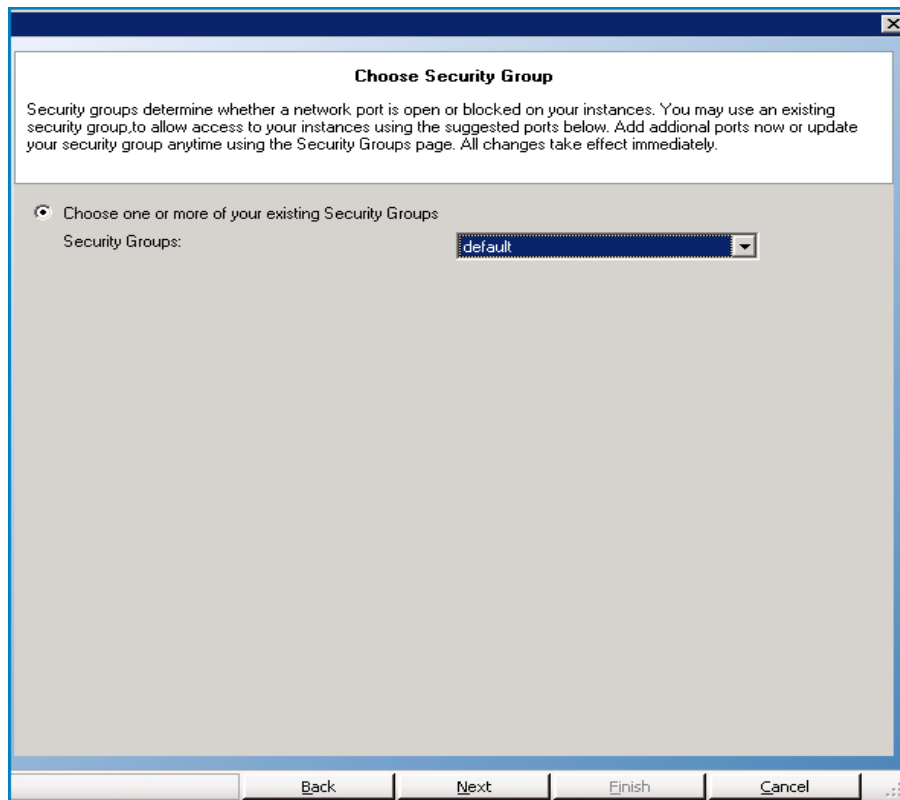 Choose Security Group
Security groups determine whether a network port is open or blocked on your instances. You may use an existing
security group,to allow access to your instances using the suggested ports below. Add addional ports now or update
your security group anytime using the Security Groups page. All changes take effect immediately.
Choose one or more of your existing Security Groups
Security Groups: default
Back Next Finish Cancel